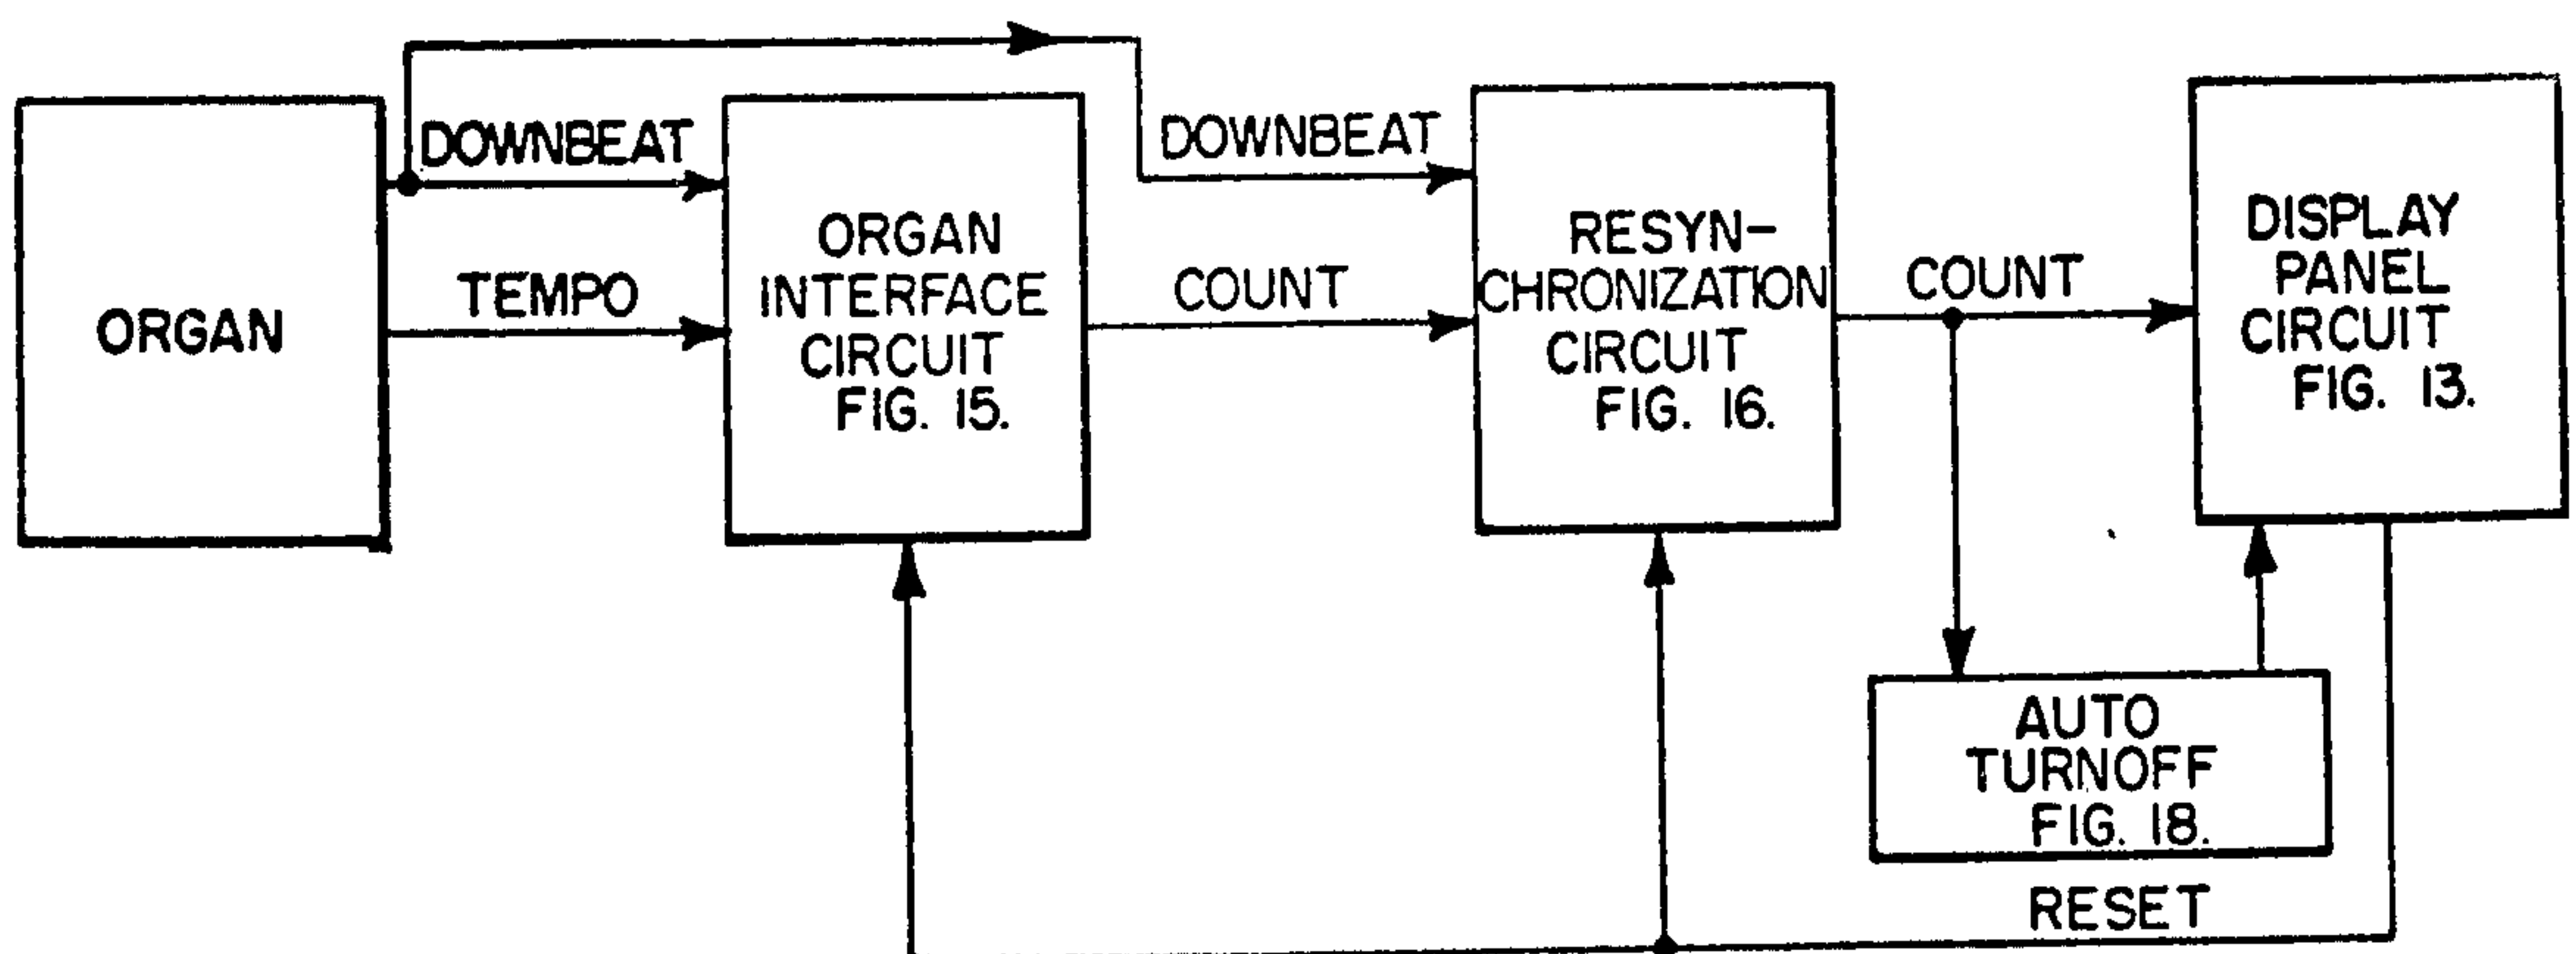 DOWNBEAT
DOWNBEAT
ORGAN
TEMPO
ORGAN
INTERFACE
CIRCUIT
FIG. 15.
COUNT
RESYN-
CHRONIZATION
CIRCUIT
FIG. 16.
COUNT
DISPLAY
PANEL
CIRCUIT
FIG. 13.
AUTO
TURNOFF
FIG. 18.
RESET